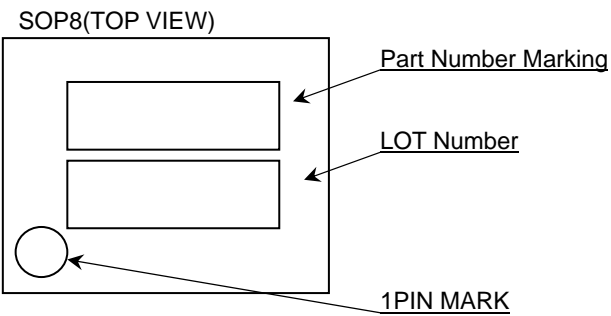 SOP8(TOP VIEW)
Part Number Marking
LOT Number
1PIN MARK